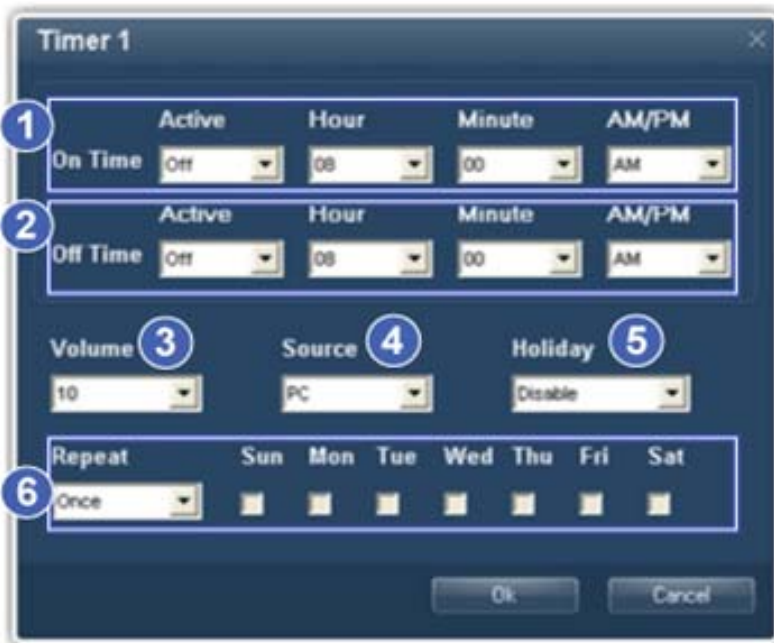 Timer 1
1
Active Hour Minute AM/PM
On Time Off 08 00 AM
2
Active Hour Minute AM/PM
Off Time Off 08 00 AM
Volume 3 Source 4 Holiday 5
10 PC Disable
Repeat Sun Mon Tue Wed Thu Fri Sat
6 Once
Ok Cancel